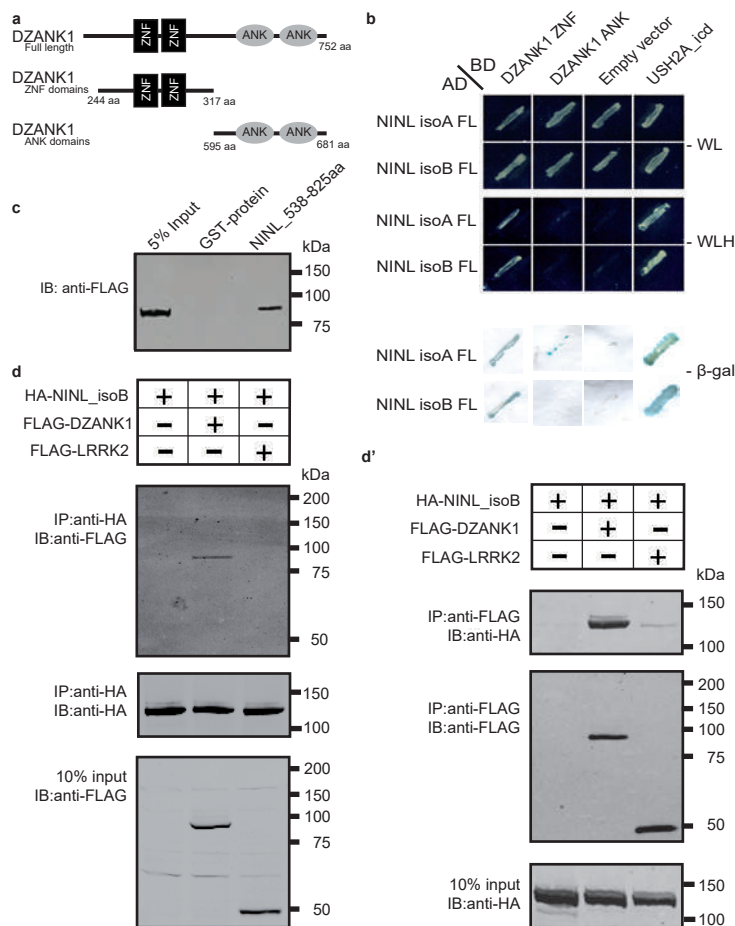 a
DZANK1
Full length
ZNF ZNF ANK ANK
752 aa
DZANK1
ZNF domains
ZNF ZNF
244 aa 317 aa
DZANK1
ANK domains
ANK ANK
595 aa 681 aa
b
BD
AD
DZANK1 ZNF
DZANK1 ANK
Empty vector
USH2A_icd
NINL isoA FL
NINL isoB FL
- WL
NINL isoA FL
NINL isoB FL
- WLH
NINL isoA FL
NINL isoB FL
- β-gal
c
5% Input
GST-protein
NINL_538-825aa
kDa
IB: anti-FLAG
150
100
75
d
HA-NINL_isoB + + +
FLAG-DZANK1 - + -
FLAG-LRRK2 - - +
kDa
IP:anti-HA
IB:anti-FLAG
200
150
100
75
50
IP:anti-HA
IB:anti-HA
150
100
10% input
IB:anti-FLAG
200
150
100
75
50
d'
HA-NINL_isoB + + +
FLAG-DZANK1 - + -
FLAG-LRRK2 - - +
kDa
IP:anti-FLAG
IB:anti-HA
150
100
IP:anti-FLAG
IB:anti-FLAG
200
150
100
75
50
10% input
IB:anti-HA
150
100